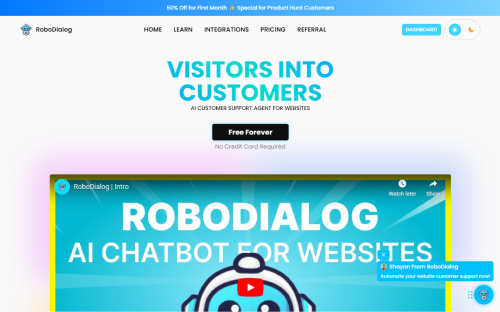 50% Off for First Month ✨ Special for Product Hunt Customers
RoboDialog
HOME LEARN INTEGRATIONS PRICING REFERRAL
DASHBOARD
VISITORS INTO
CUSTOMERS
AI CUSTOMER SUPPORT AGENT FOR WEBSITES
Free Forever
No Credit Card Required
RoboDialog | Intro
Watch later
Share
ROBODIALOG
AI CHATBOT FOR WEBSITES
Shayan From RoboDialog
Automate your website customer support now!